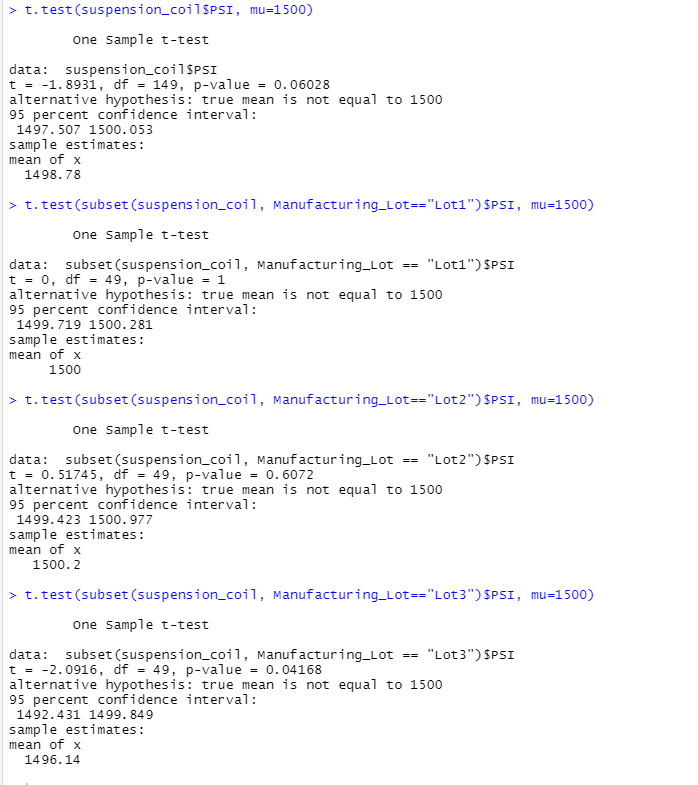 > t.test(suspension_coil$PSI, mu=1500)
One Sample t-test
data:  suspension_coil$PSI
t = -1.8931, df = 149, p-value = 0.06028
alternative hypothesis: true mean is not equal to 1500
95 percent confidence interval:
1497.507 1500.053
sample estimates:
mean of x
1498.78
> t.test(subset(suspension_coil, Manufacturing_Lot=="Lot1")$PSI, mu=1500)
One Sample t-test
data:  subset(suspension_coil, Manufacturing_Lot == "Lot1")$PSI
t = 0, df = 49, p-value = 1
alternative hypothesis: true mean is not equal to 1500
95 percent confidence interval:
1499.719 1500.281
sample estimates:
mean of x
1500
> t.test(subset(suspension_coil, Manufacturing_Lot=="Lot2")$PSI, mu=1500)
One Sample t-test
data:  subset(suspension_coil, Manufacturing_Lot == "Lot2")$PSI
t = 0.51745, df = 49, p-value = 0.6072
alternative hypothesis: true mean is not equal to 1500
95 percent confidence interval:
1499.423 1500.977
sample estimates:
mean of x
1500.2
> t.test(subset(suspension_coil, Manufacturing_Lot=="Lot3")$PSI, mu=1500)
One Sample t-test
data:  subset(suspension_coil, Manufacturing_Lot == "Lot3")$PSI
t = -2.0916, df = 49, p-value = 0.04168
alternative hypothesis: true mean is not equal to 1500
95 percent confidence interval:
1492.431 1499.849
sample estimates:
mean of x
1496.14